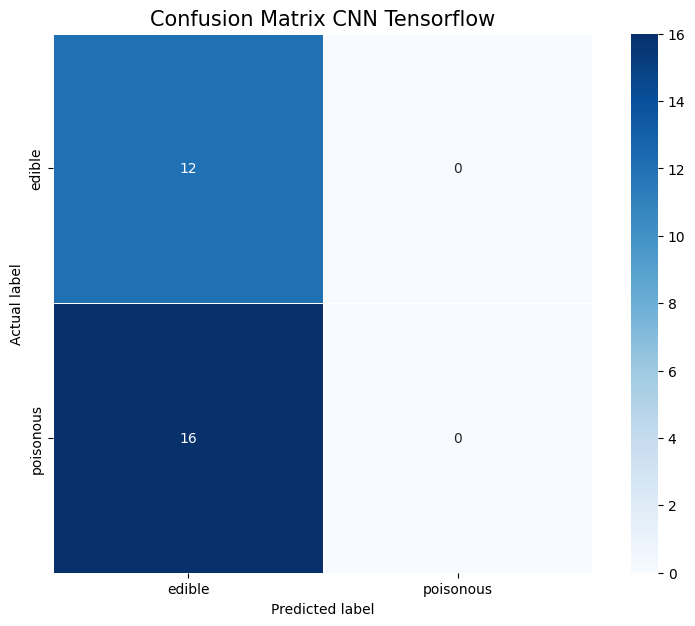 Confusion Matrix CNN Tensorflow
16
14
12
10
8
6
4
2
0
Actual label
edible
poisonous
12
0
16
0
edible
poisonous
Predicted label